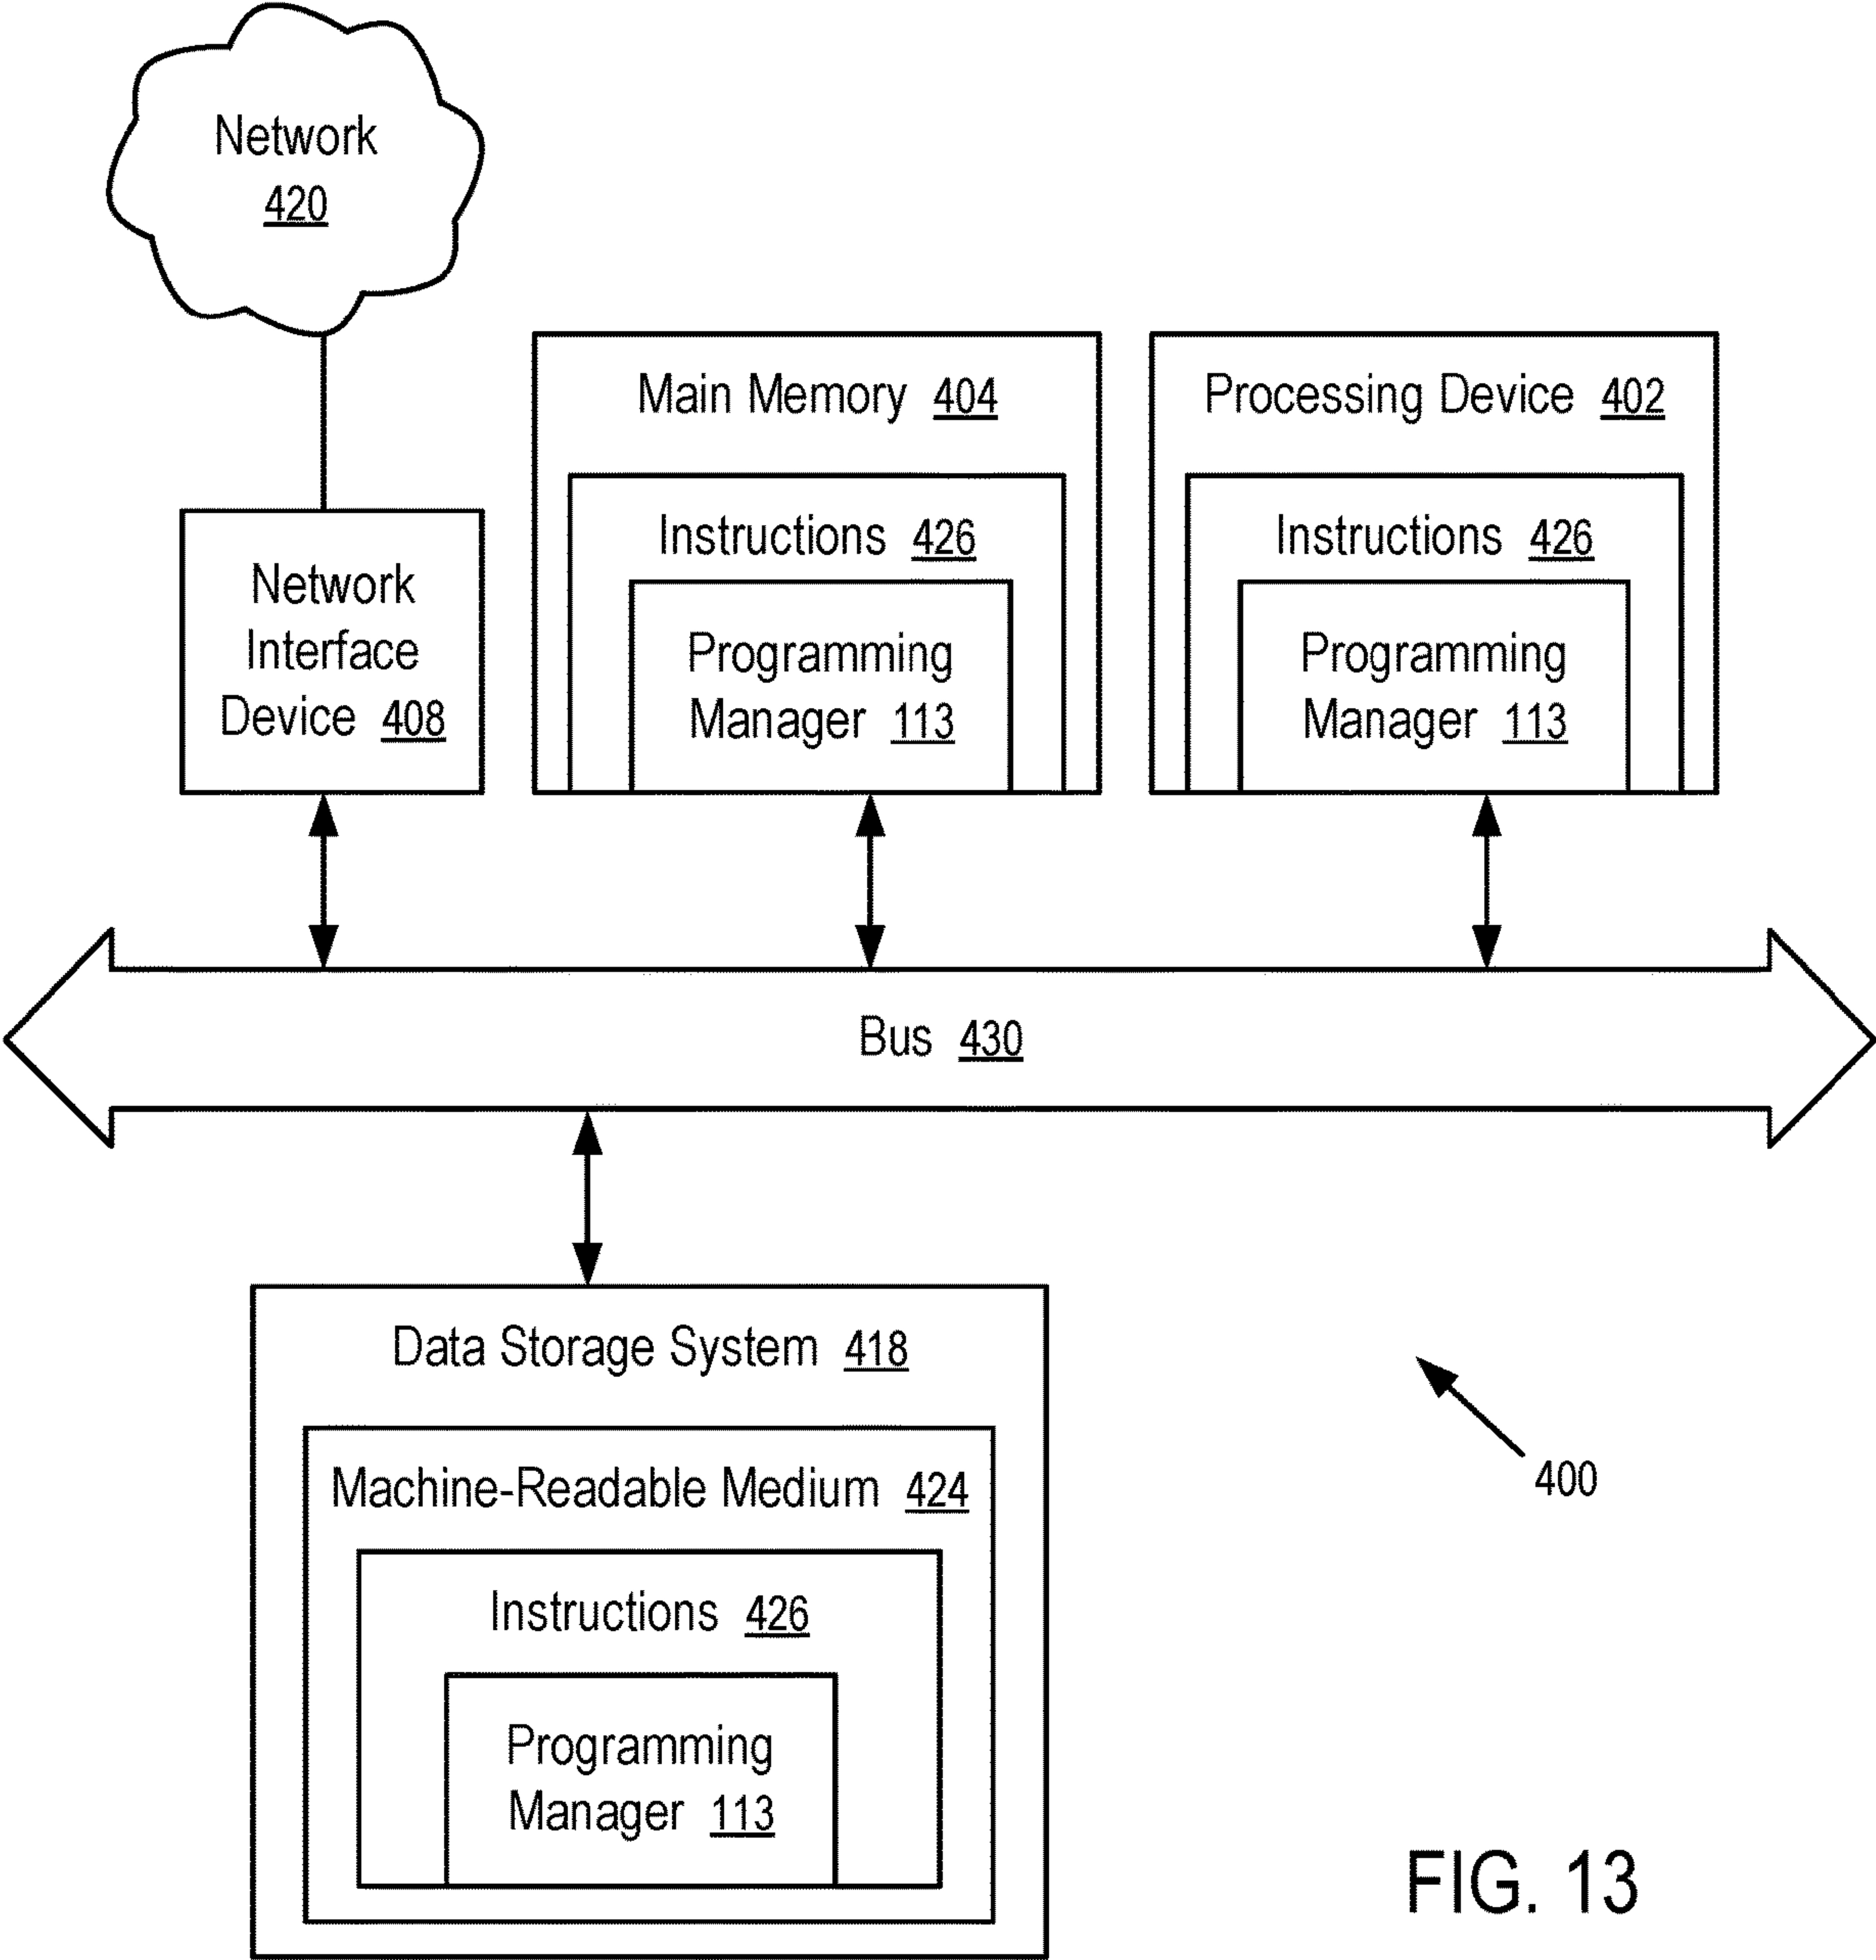 Network
420
Main Memory 404
Instructions 426
Programming
Manager 113
Processing Device 402
Instructions 426
Programming
Manager 113
Network
Interface
Device 408
Bus 430
Data Storage System 418
Machine-Readable Medium 424
Instructions 426
Programming
Manager 113
400
FIG. 13